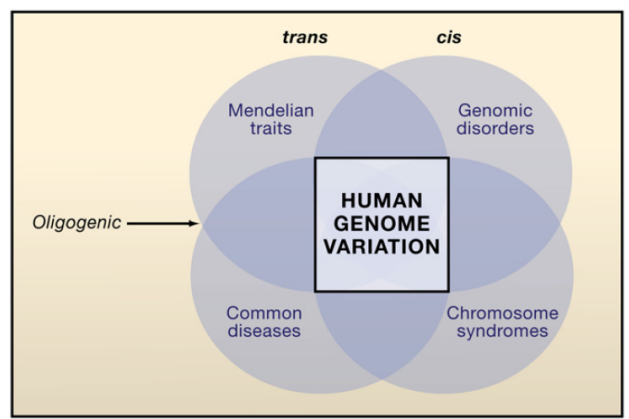 trans
cis
Mendelian
traits
Genomic
disorders
Oligogenic
HUMAN
GENOME
VARIATION
Common
diseases
Chromosome
syndromes